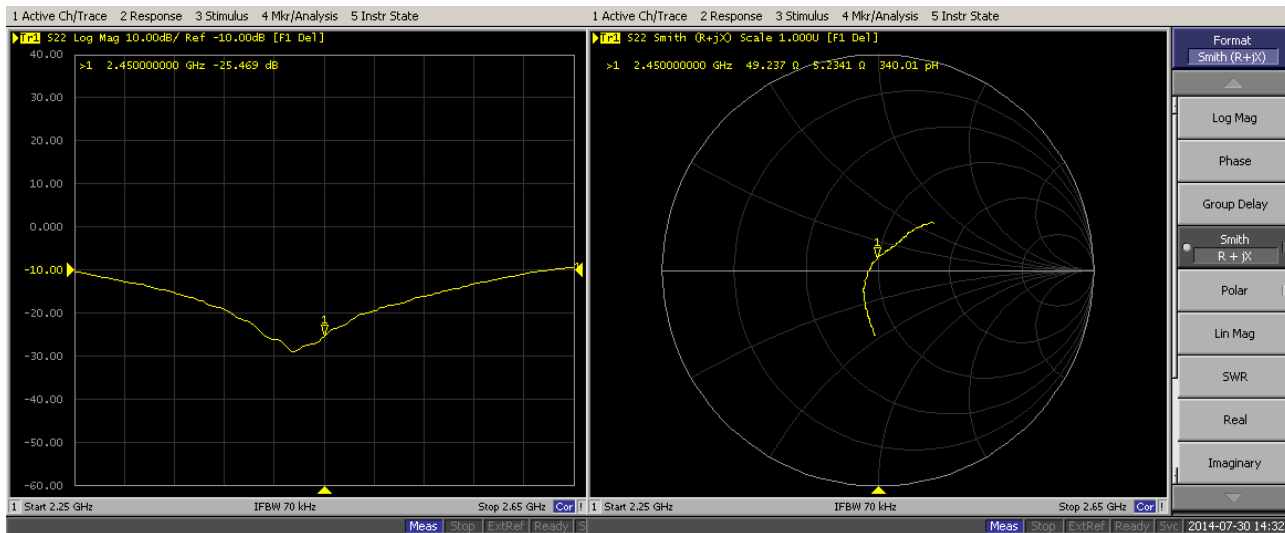 1 Active Ch/Trace 2 Response 3 Stimulus 4 Mkr/Analysis 5 Instr State
Tr1 S22 Log Mag 10.00dB/ Ref -10.00dB [F1 Del]
40.00
>1 2.450000000 GHz -25.469 dB
30.00
20.00
10.00
0.000
-10.00
-20.00
1
-30.00
-40.00
-50.00
-60.00
1 Start 2.25 GHz IFBW 70 kHz Stop 2.65 GHz Cor !
Meas Stop ExtRef Ready S
1 Active Ch/Trace 2 Response 3 Stimulus 4 Mkr/Analysis 5 Instr State
Tr1 S22 Smith (R+jX) Scale 1.000U [F1 Del]
>1 2.450000000 GHz 49.237 Ω 5.2341 Ω 340.01 pH
1
1 Start 2.25 GHz IFBW 70 kHz Stop 2.65 GHz Cor !
Meas Stop ExtRef Ready Svc 2014-07-30 14:32
Format
Smith (R+jX)
Log Mag
Phase
Group Delay
Smith
R + jX
Polar
Lin Mag
SWR
Real
Imaginary